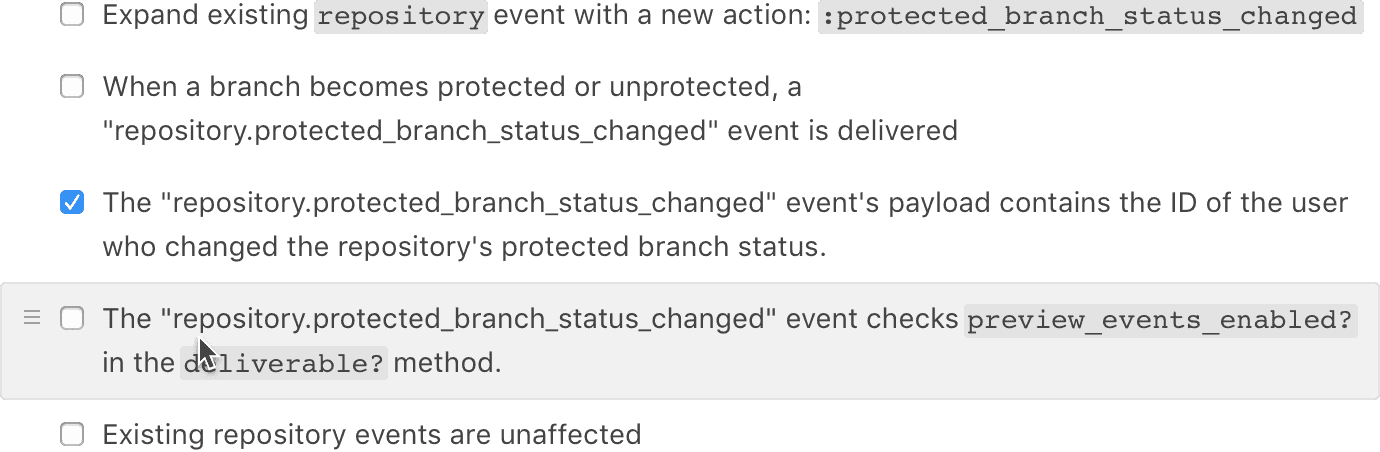 Expand existing repository event with a new action: :protected_branch_status_changed
When a branch becomes protected or unprotected, a
"repository.protected_branch_status_changed" event is delivered
The "repository.protected_branch_status_changed" event's payload contains the ID of the user
who changed the repository's protected branch status.
The "repository.protected_branch_status_changed" event checks preview_events_enabled?
in the deliverable? method.
Existing repository events are unaffected